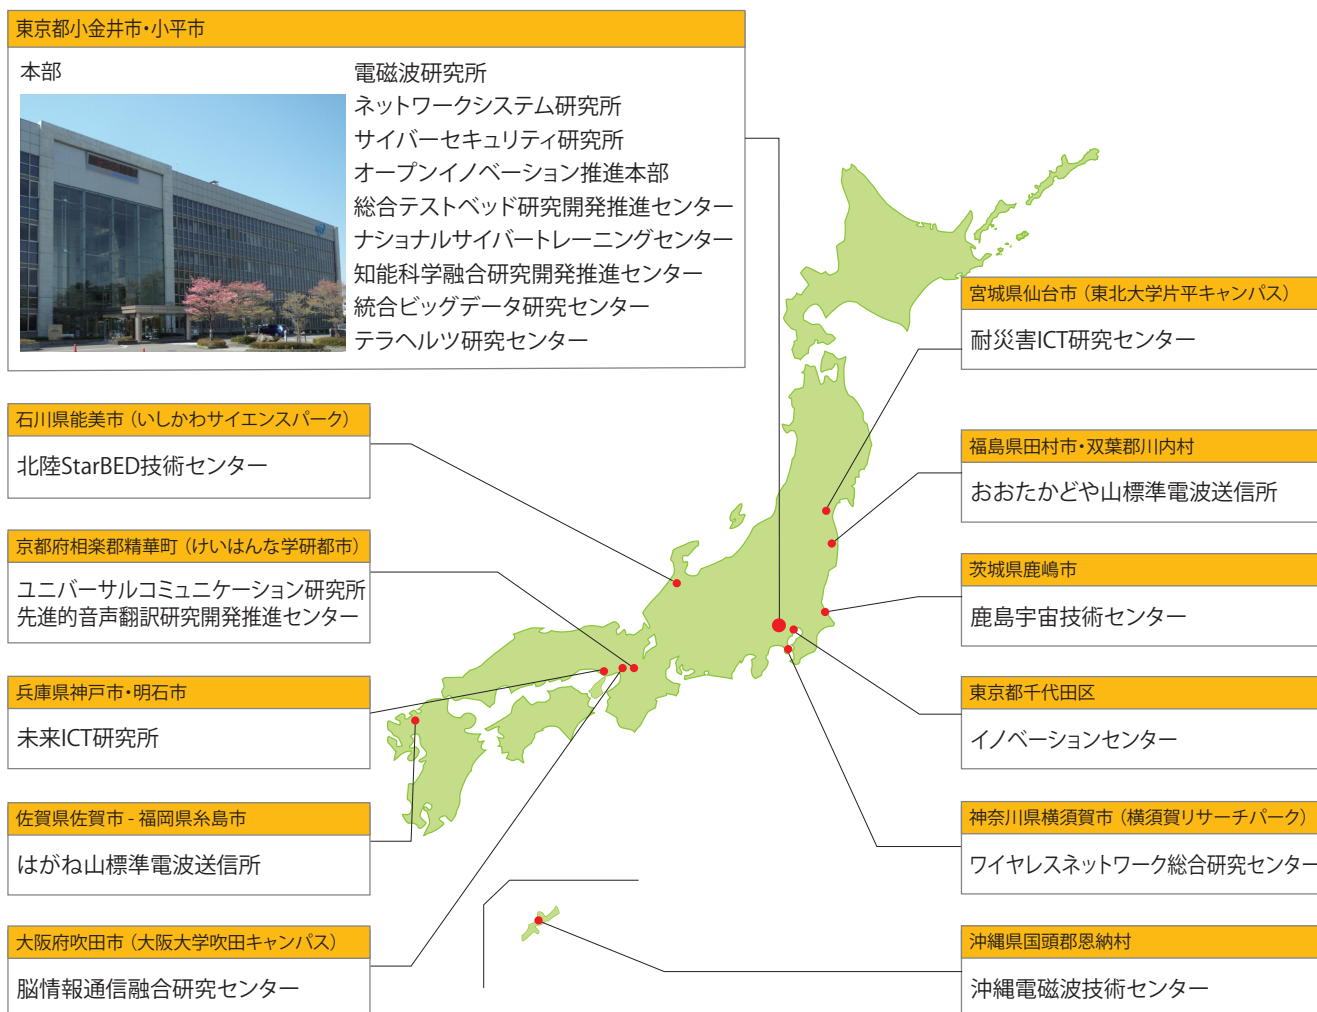 東京都小金井市・小平市
本部
電磁波研究所
ネットワークシステム研究所
サイバーセキュリティ研究所
オープンイノベーション推進本部
総合テストベッド研究開発推進センター
ナショナルサイバートレーニングセンター
知能科学融合研究開発推進センター
統合ビッグデータ研究センター
テラヘルツ研究センター
石川県能美市（いしかわサイエンスパーク）
北陸StarBED技術センター
京都府相楽郡精華町（けいはんな学研都市）
ユニバーサルコミュニケーション研究所
先進的音声翻訳研究開発推進センター
兵庫県神戸市・明石市
未来ICT研究所
佐賀県佐賀市 - 福岡県糸島市
はがね山標準電波送信所
大阪府吹田市（大阪大学吹田キャンパス）
脳情報通信融合研究センター
宮城県仙台市（東北大学片平キャンパス）
耐災害ICT研究センター
福島県田村市・双葉郡川内村
おおたかどや山標準電波送信所
茨城県鹿嶋市
鹿島宇宙技術センター
東京都千代田区
イノベーションセンター
神奈川県横須賀市（横須賀リサーチパーク）
ワイヤレスネットワーク総合研究センター
沖縄県国頭郡恩納村
沖縄電磁波技術センター